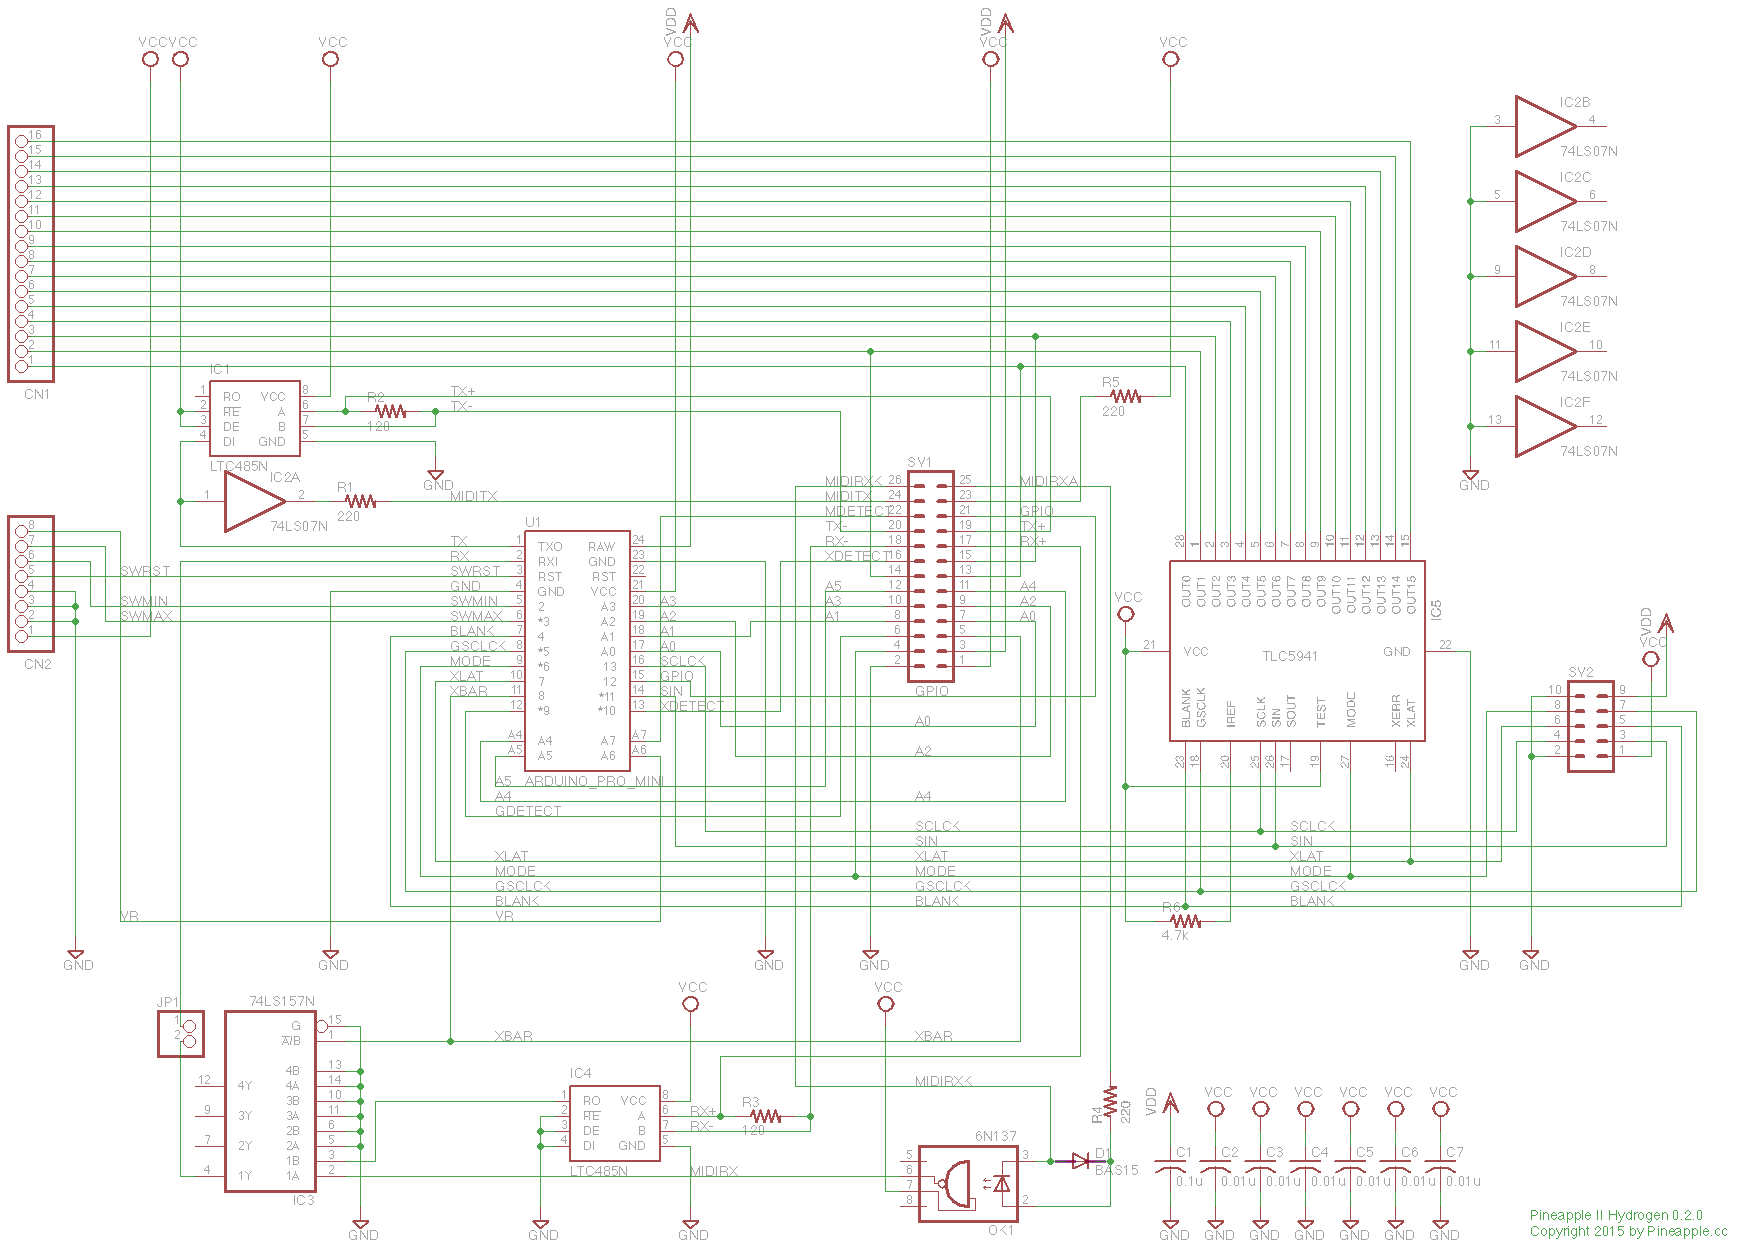 VDD
VDD
VCC VCC
VCC
VCC
VCC
VCC
IC2B
3
4
74LS07N
IC2C
5
6
74LS07N
IC2D
9
8
74LS07N
IC2E
11
10
74LS07N
IC2F
13
12
74LS07N
GND
16
15
14
13
12
11
10
9
8
7
6
5
4
3
2
1
CN1
IC1
1 RO VCC 8
2 RE A 6
3 DE B 7
4 DI GND 5
LTC485N
R2
120
TX+
TX-
GND
IC2A
1
2
74LS07N
R1
220
MIDITX
R5
220
8
7
6
5
4
3
2
1
CN2
SWRST
SWMIN
SWMAX
U1
TX 1 TXO RAW 24
RX 2 RXI GND 23
SWRST 3 RST RST 22
GND 4 GND VCC 21
SWMIN 5 2 A3 20 A3
SWMAX 6 *3 A2 19 A2
BLANK 7 4 A1 18 A1
GSCLCK 8 *5 A0 17 A0
MODE 9 *6 13 16 SCLCK
XLAT 10 7 12 15 GPIO
XBAR 11 8 *11 14 SIN
12 *9 *10 13 XDETECT
A4 A4 A7 A7
A5 A5 A6 A6
ARDUINO_PRO_MINI
SV1
MIDIRXK 26 25 MIDIRXA
MIDITX 24 23
MDETECT 22 21 GPIO
TX- 20 19 TX+
RX- 18 17 RX+
XDETECT 16 15
14 13
A5 12 11 A4
A3 10 9 A2
A1 8 7 A0
6 5
4 3
2 1
GPIO
28 1 2 3 4 5 6 7 8 9 10 11 12 13 14 15
OUT0 OUT1 OUT2 OUT3 OUT4 OUT5 OUT6 OUT7 OUT8 OUT9 OUT10 OUT11 OUT12 OUT13 OUT14 OUT15
IC5
VCC
21 VCC TLC5941 GND 22
BLANK GSCLK IREF SCLK SIN SOUT TEST MODE XERR XLAT
23 18 20 25 26 17 19 27 16 24
VDD
VCC
SV2
10 9
8 7
6 5
4 3
2 1
A0
A2
A5
A4
A4
GDETECT
SCLCK
SCLCK
SIN
SIN
XLAT
XLAT
XLAT
MODE
MODE
MODE
GSCLCK
GSCLCK
GSCLCK
BLANK
BLANK
BLANK
VR
VR
R6
4.7k
GND
GND
GND
GND
GND
GND
JP1
1
2
74LS157N
G 15
A/B 1
4B 13
12 4Y 4A 14
3B 10
9 3Y 3A 11
2B 6
7 2Y 2A 5
1B 3
4 1Y 1A 2
IC3
XBAR
XBAR
VCC
VCC
IC4
1 RO VCC 8
2 RE A 6 RX+
3 DE B 7 RX-
4 DI GND 5
LTC485N
R3
120
MIDIRXK
MIDIRX
6N137
5
6
7
8
3
2
OK1
D1
BAS15
R4
220
GND
GND
GND
VDD
VCC
VCC
VCC
VCC
VCC
VCC
C1
0.1u
C2
0.01u
C3
0.01u
C4
0.01u
C5
0.01u
C6
0.01u
C7
0.01u
GND
GND
GND
GND
GND
GND
GND
Pineapple II Hydrogen 0.2.0
Copyright 2015 by Pineapple.cc